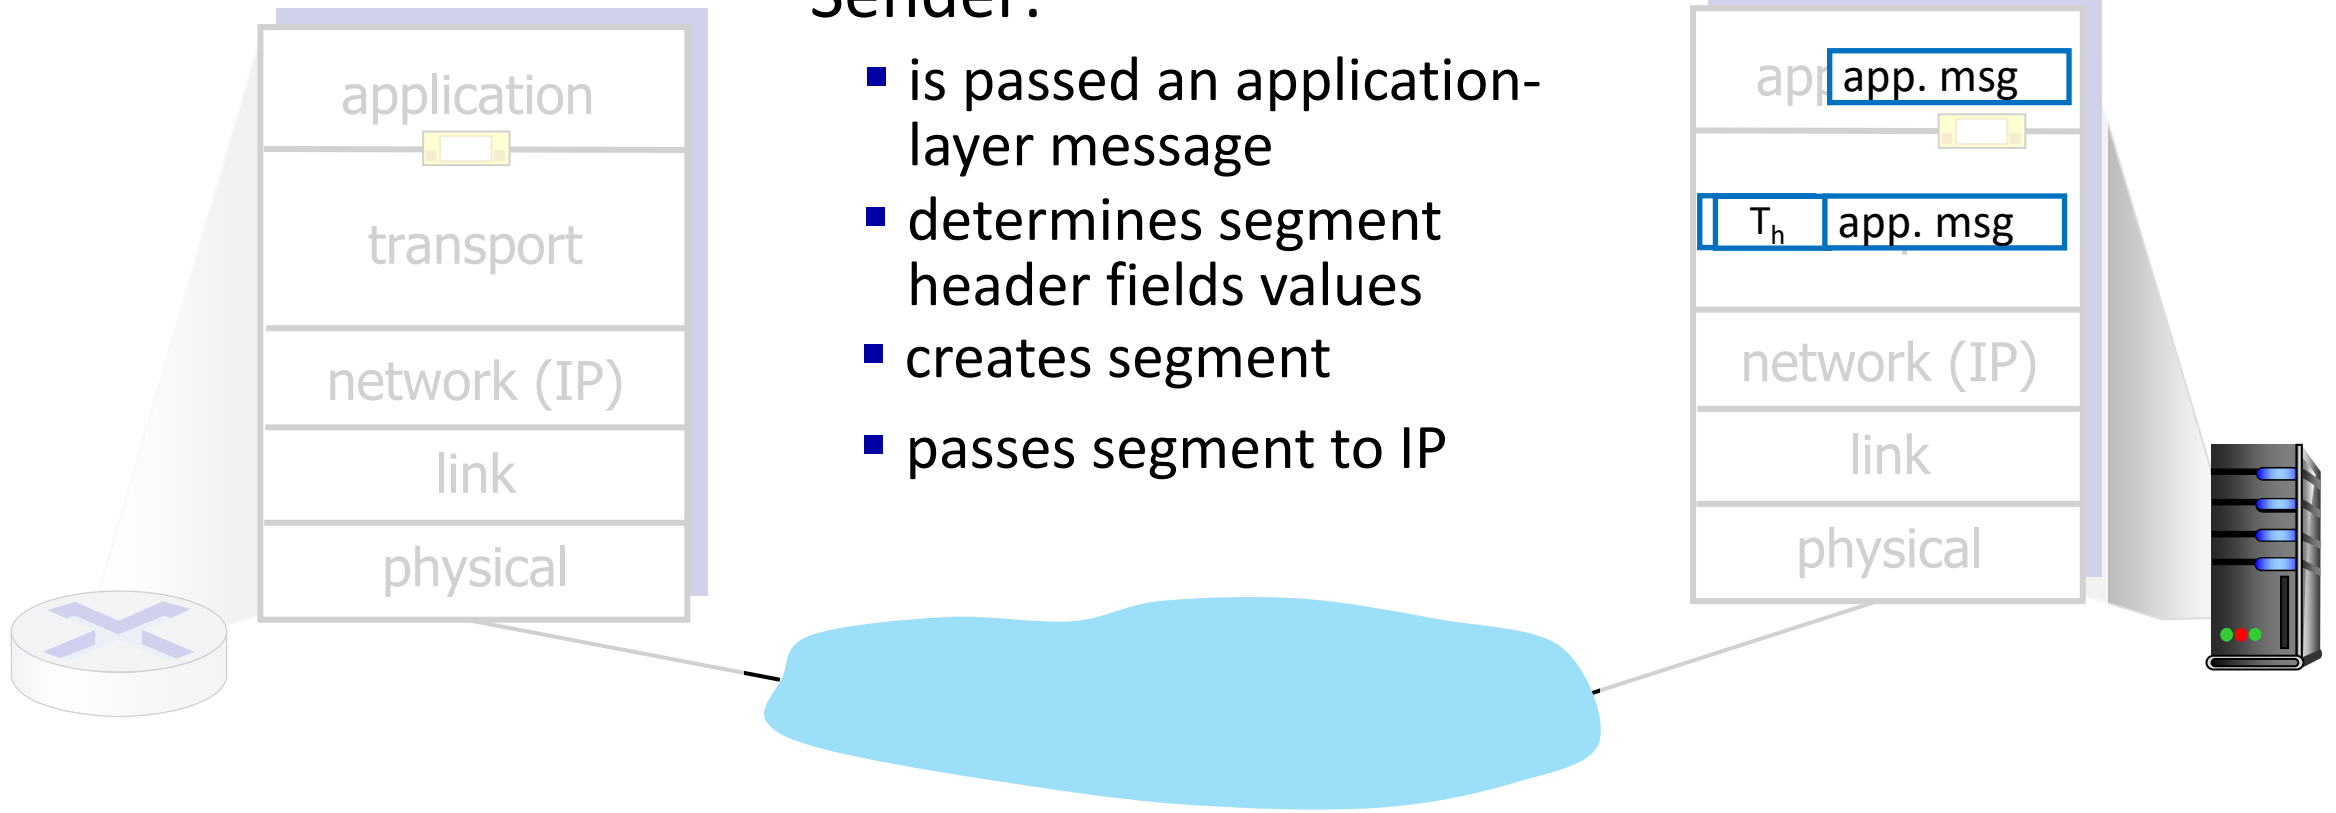 application
transport
network (IP)
link
physical
Sender:
▪ is passed an application-
layer message
▪ determines segment
header fields values
▪ creates segment
▪ passes segment to IP
app. msg
Th app. msg
network (IP)
link
physical